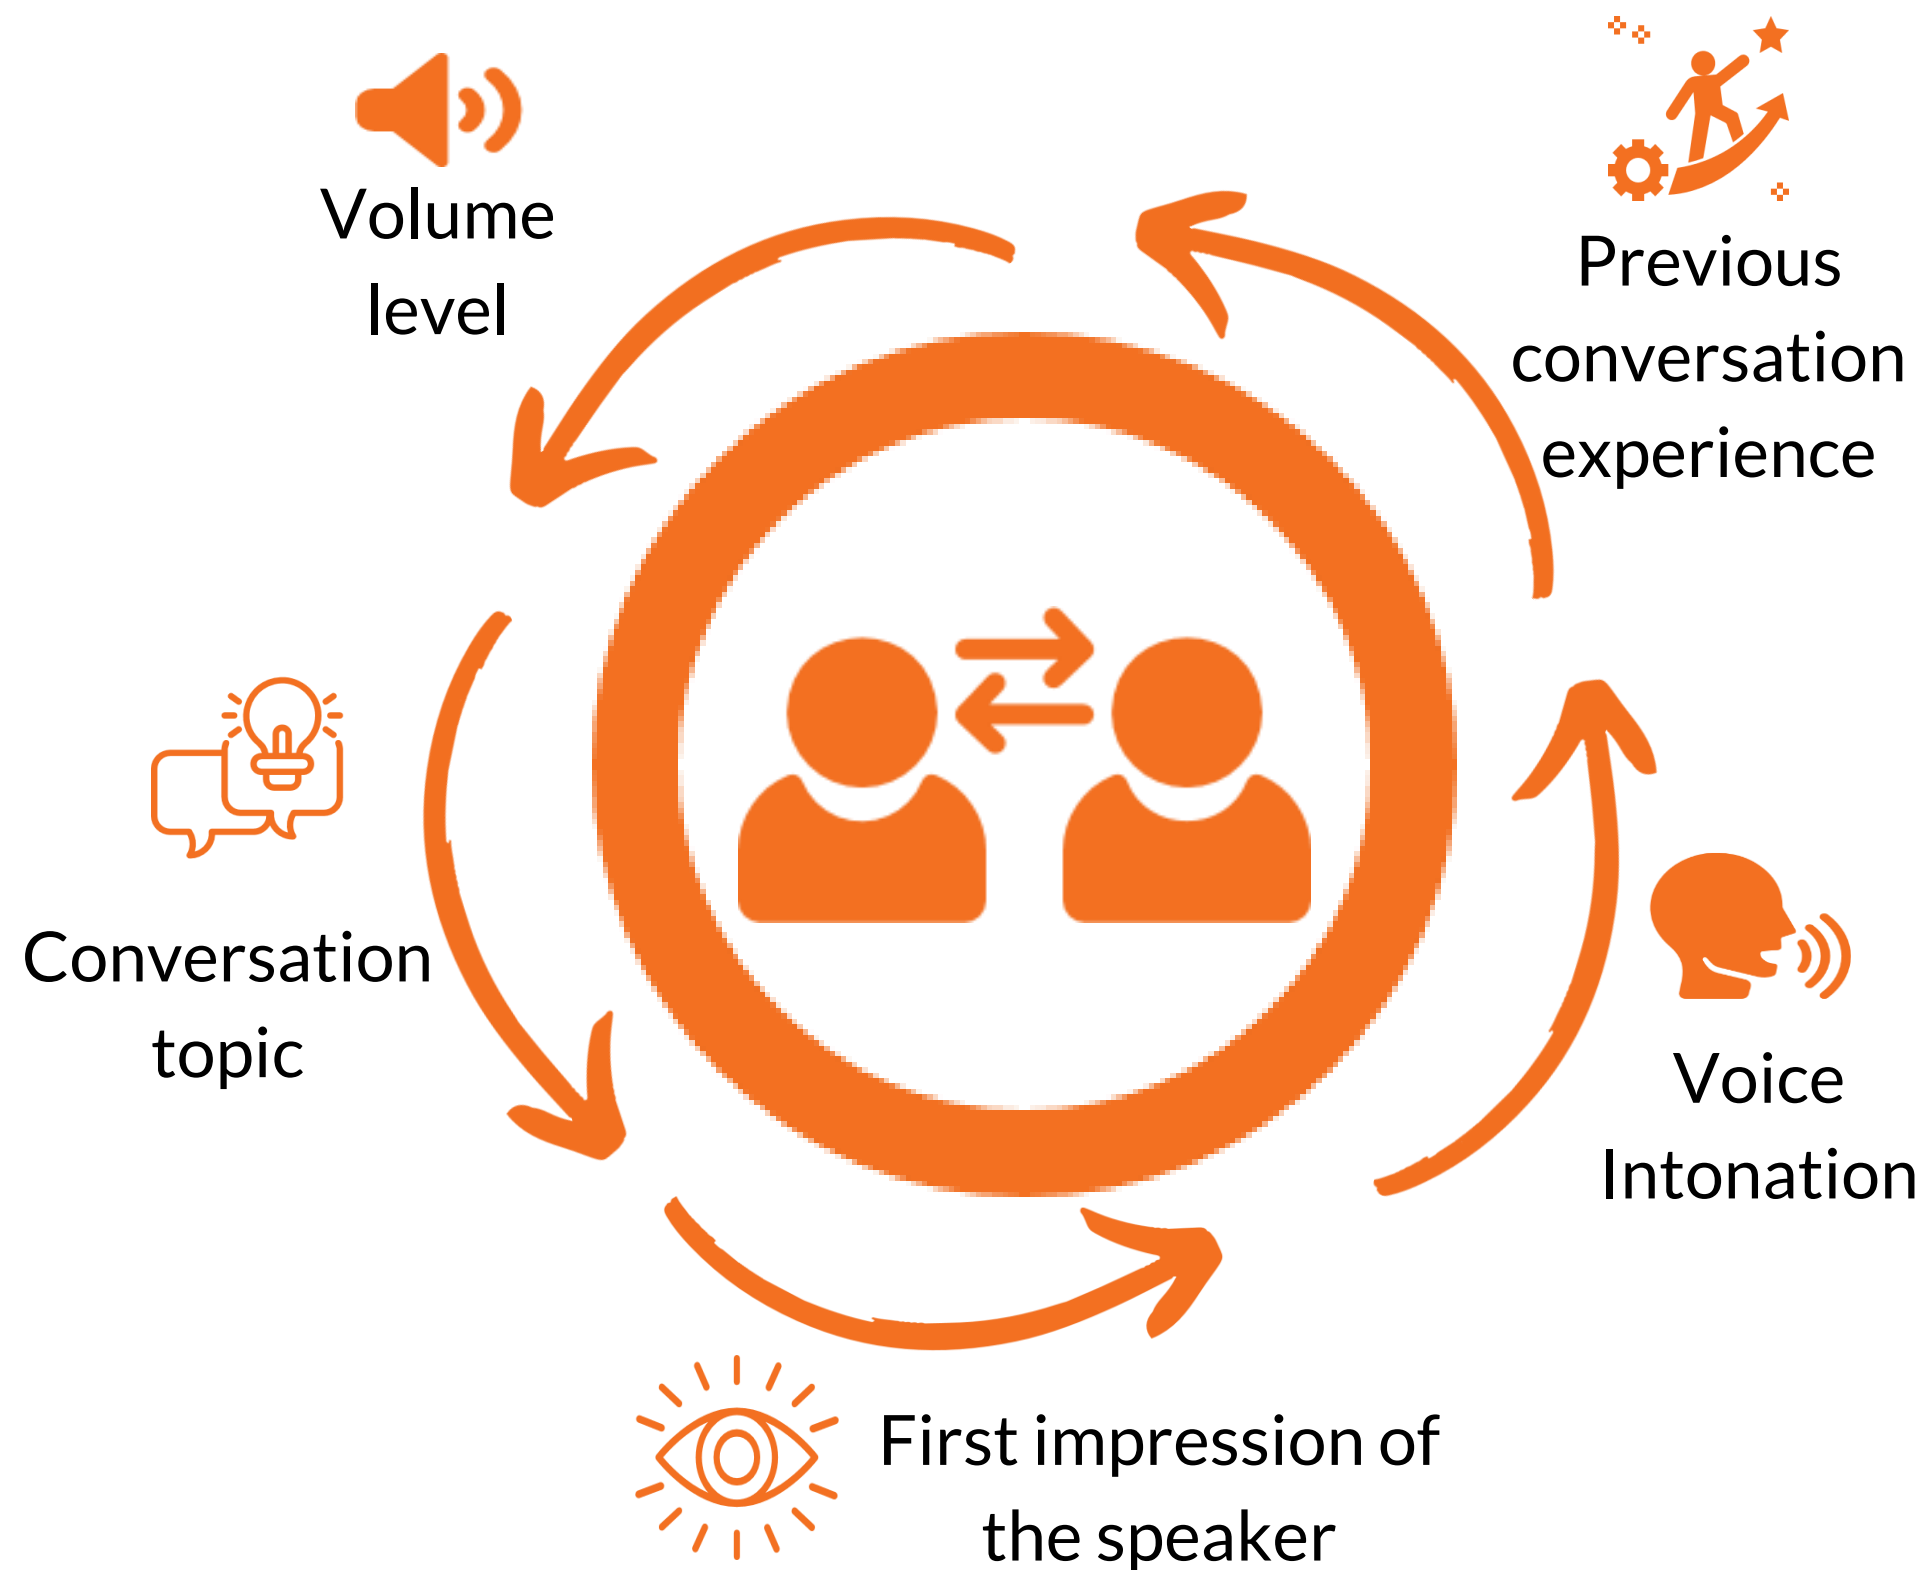 Volume
level
Previous
conversation
experience
Conversation
topic
Voice
Intonation
First impression of
the speaker